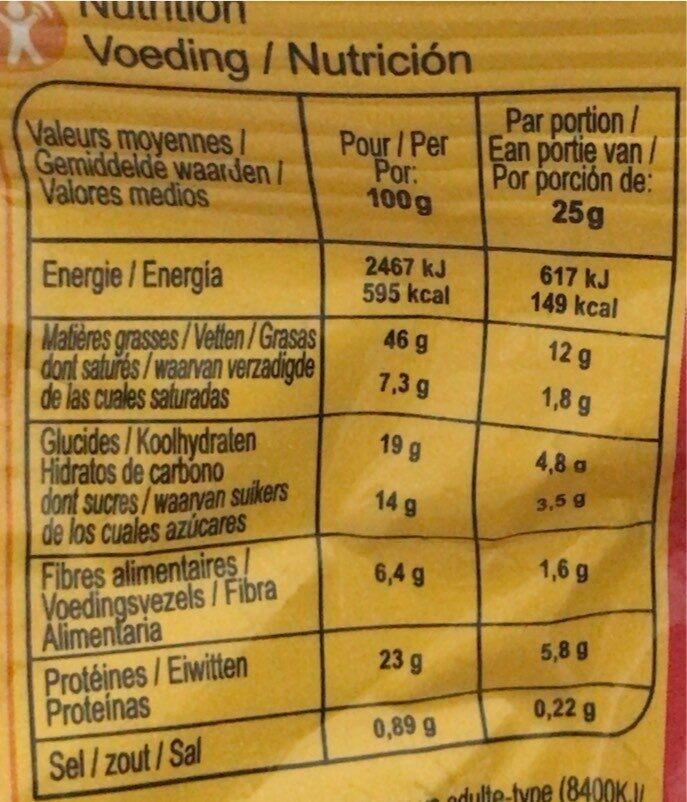 Nutrition
Voeding / Nutrición
Valeurs moyennes /
Gemiddelde waarden /
Valores medios
Pour / Per
Por:
100g
Par portion /
Ean portie van /
Por porción de:
25g
Energie / Energía
2467 kJ
595 kcal
617 kJ
149 kcal
Matières grasses / Vetten / Grasas
46 g
12 g
dont saturés / waarvan verzadigde
de las cuales saturadas
7,3 g
1,8 g
Glucides / Koolhydraten
Hidratos de carbono
19 g
4,8 g
dont sucres / waarvan suikers
de los cuales azúcares
14 g
3,5 g
Fibres alimentaires /
Voedingsvezels / Fibra
Alimentaria
6,4 g
1,6 g
Protéines / Eiwitten
Proteínas
23 g
5,8 g
Sel / zout / Sal
0,89 g
0,22 g
adulte-type (8400KJ/